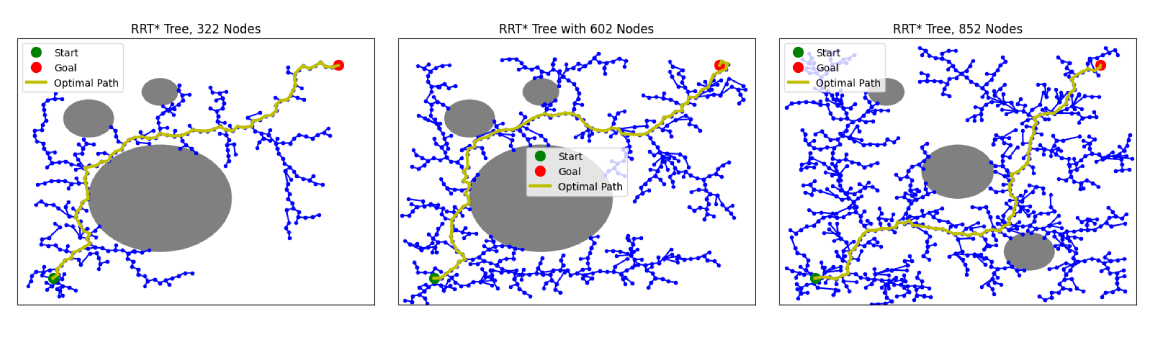 RRT* Tree, 322 Nodes
Start
Goal
Optimal Path
RRT* Tree with 602 Nodes
Start
Goal
Optimal Path
RRT* Tree, 852 Nodes
Start
Goal
Optimal Path